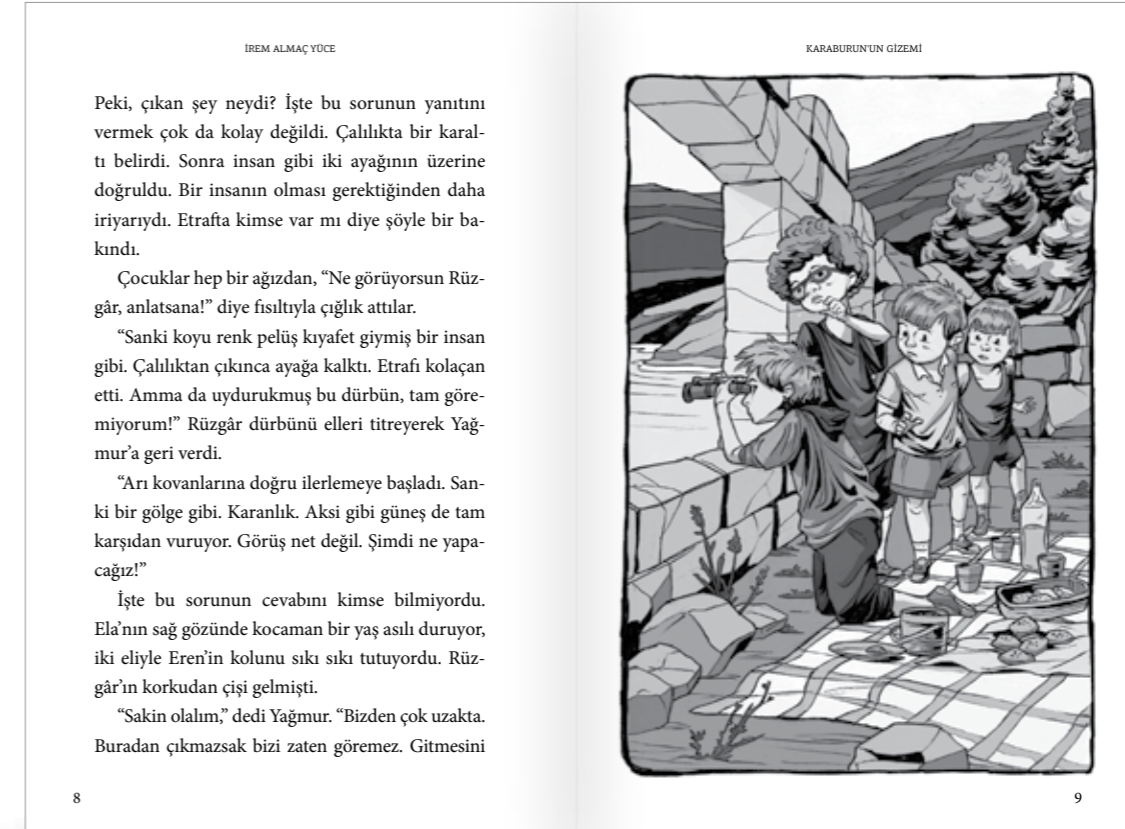 İREM ALMAÇ YÜCE
Peki, çıkan şey neydi? İşte bu sorunun yanıtını
vermek çok da kolay değildi. Çalılıkta bir karal-
tı belirdi. Sonra insan gibi iki ayağının üzerine
doğruldu. Bir insanın olması gerektiğinden daha
iriyarıydı. Etrafta kimse var mı diye şöyle bir ba-
kındı.
Çocuklar hep bir ağızdan, “Ne görüyorsun Rüz-
gâr, anlatsana!” diye fısıltıyla çığlık attılar.
“Sanki koyu renk pelüş kıyafet giymiş bir insan
gibi. Çalılıktan çıkınca ayağa kalktı. Etrafı kolaçan
etti. Amma da uydurukmuş bu dürbün, tam göre-
miyorum!” Rüzgâr dürbünü elleri titreyerek Yağ-
mur’a geri verdi.
“Arı kovanlarına doğru ilerlemeye başladı. San-
ki bir gölge gibi. Karanlık. Aksi gibi güneş de tam
karşıdan vuruyor. Görüş net değil. Şimdi ne yapa-
cağız!”
İşte bu sorunun cevabını kimse bilmiyordu.
Ela’nın sağ gözünde kocaman bir yaş asılı duruyor,
iki eliyle Eren’in kolunu sıkı sıkı tutuyordu. Rüz-
gâr’ın korkudan çişi gelmişti.
“Sakin olalım,” dedi Yağmur. “Bizden çok uzakta.
Buradan çıkmazsak bizi zaten göremez. Gitmesini
8
KARABURUN'UN GİZEMİ
9